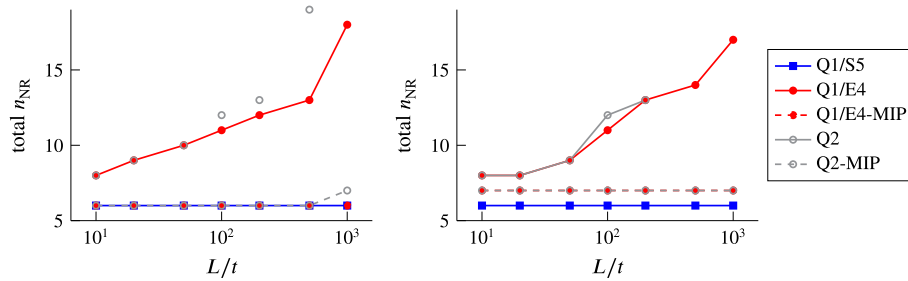 total n_NR
15
10
5
10^1
10^2
10^3
L/t
total n_NR
15
10
5
10^1
10^2
10^3
L/t
Q1/S5
Q1/E4
Q1/E4-MIP
Q2
Q2-MIP